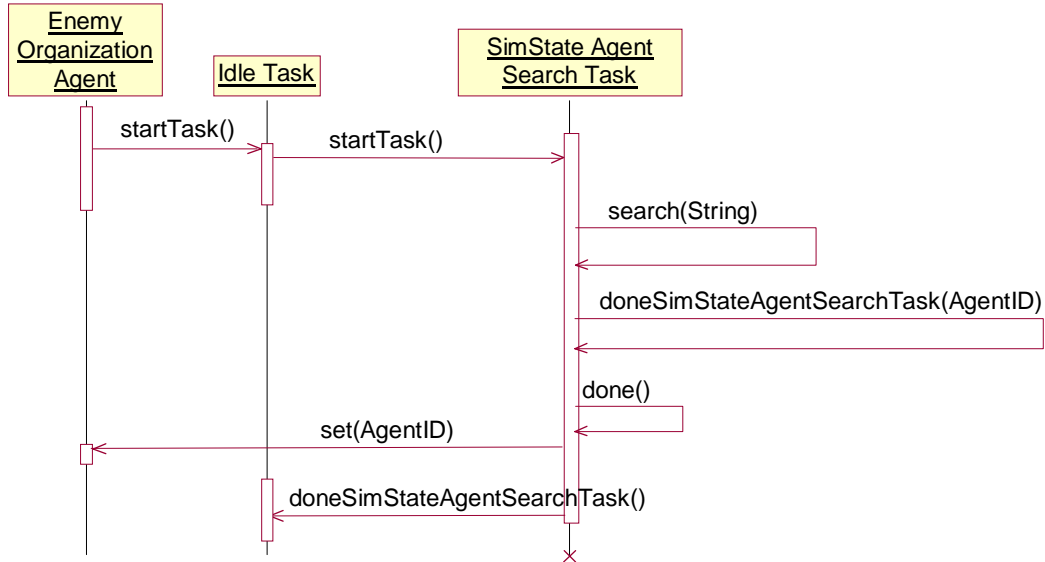 Enemy
Organization
Agent
Idle Task
SimState Agent
Search Task
startTask()
startTask()
search(String)
doneSimStateAgentSearchTask(AgentID)
done()
set(AgentID)
doneSimStateAgentSearchTask()